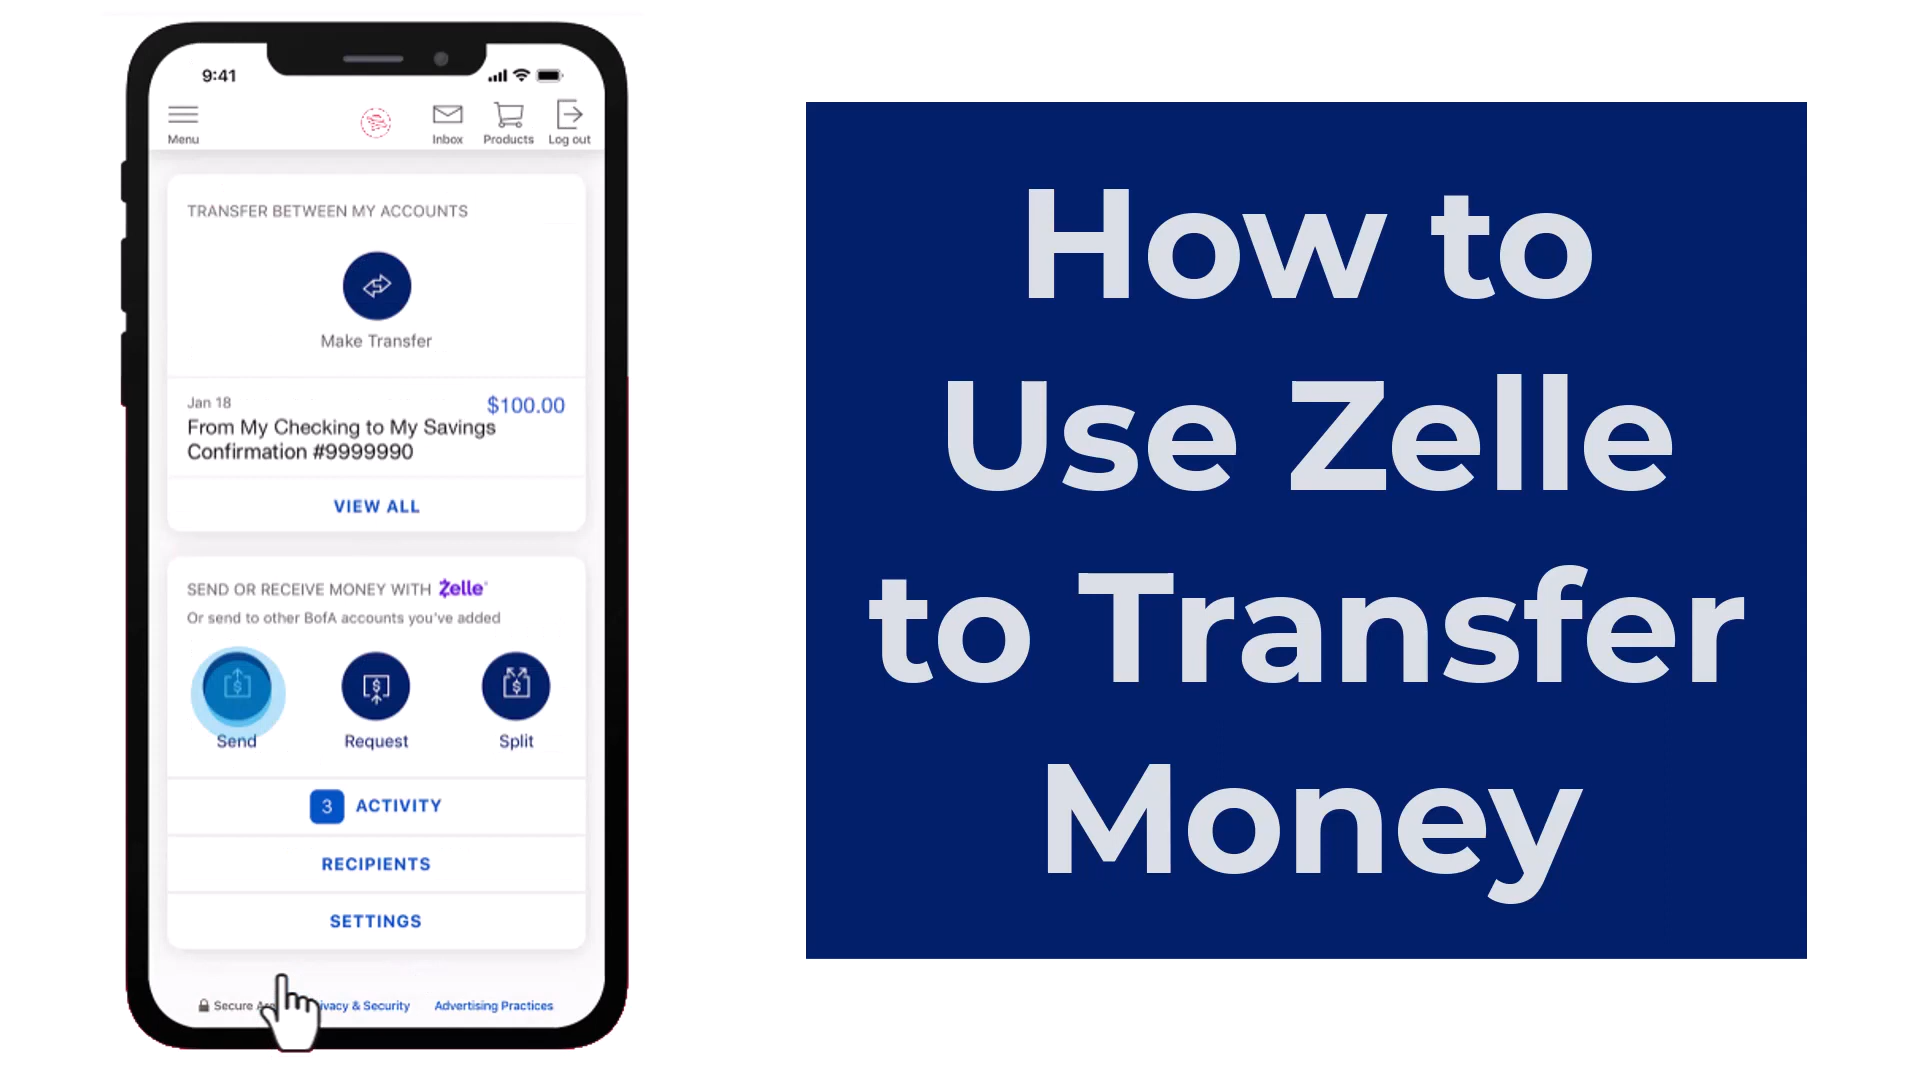 9:41
Menu
Inbox
Products
Log out
TRANSFER BETWEEN MY ACCOUNTS
Make Transfer
Jan 18
$100.00
From My Checking to My Savings
Confirmation #9999990
VIEW ALL
SEND OR RECEIVE MONEY WITH Zelle
Or send to other BofA accounts you've added
Send
Request
Split
3 ACTIVITY
RECIPIENTS
SETTINGS
Secure
& Security
Advertising Practices
How to
Use Zelle
to Transfer
Money